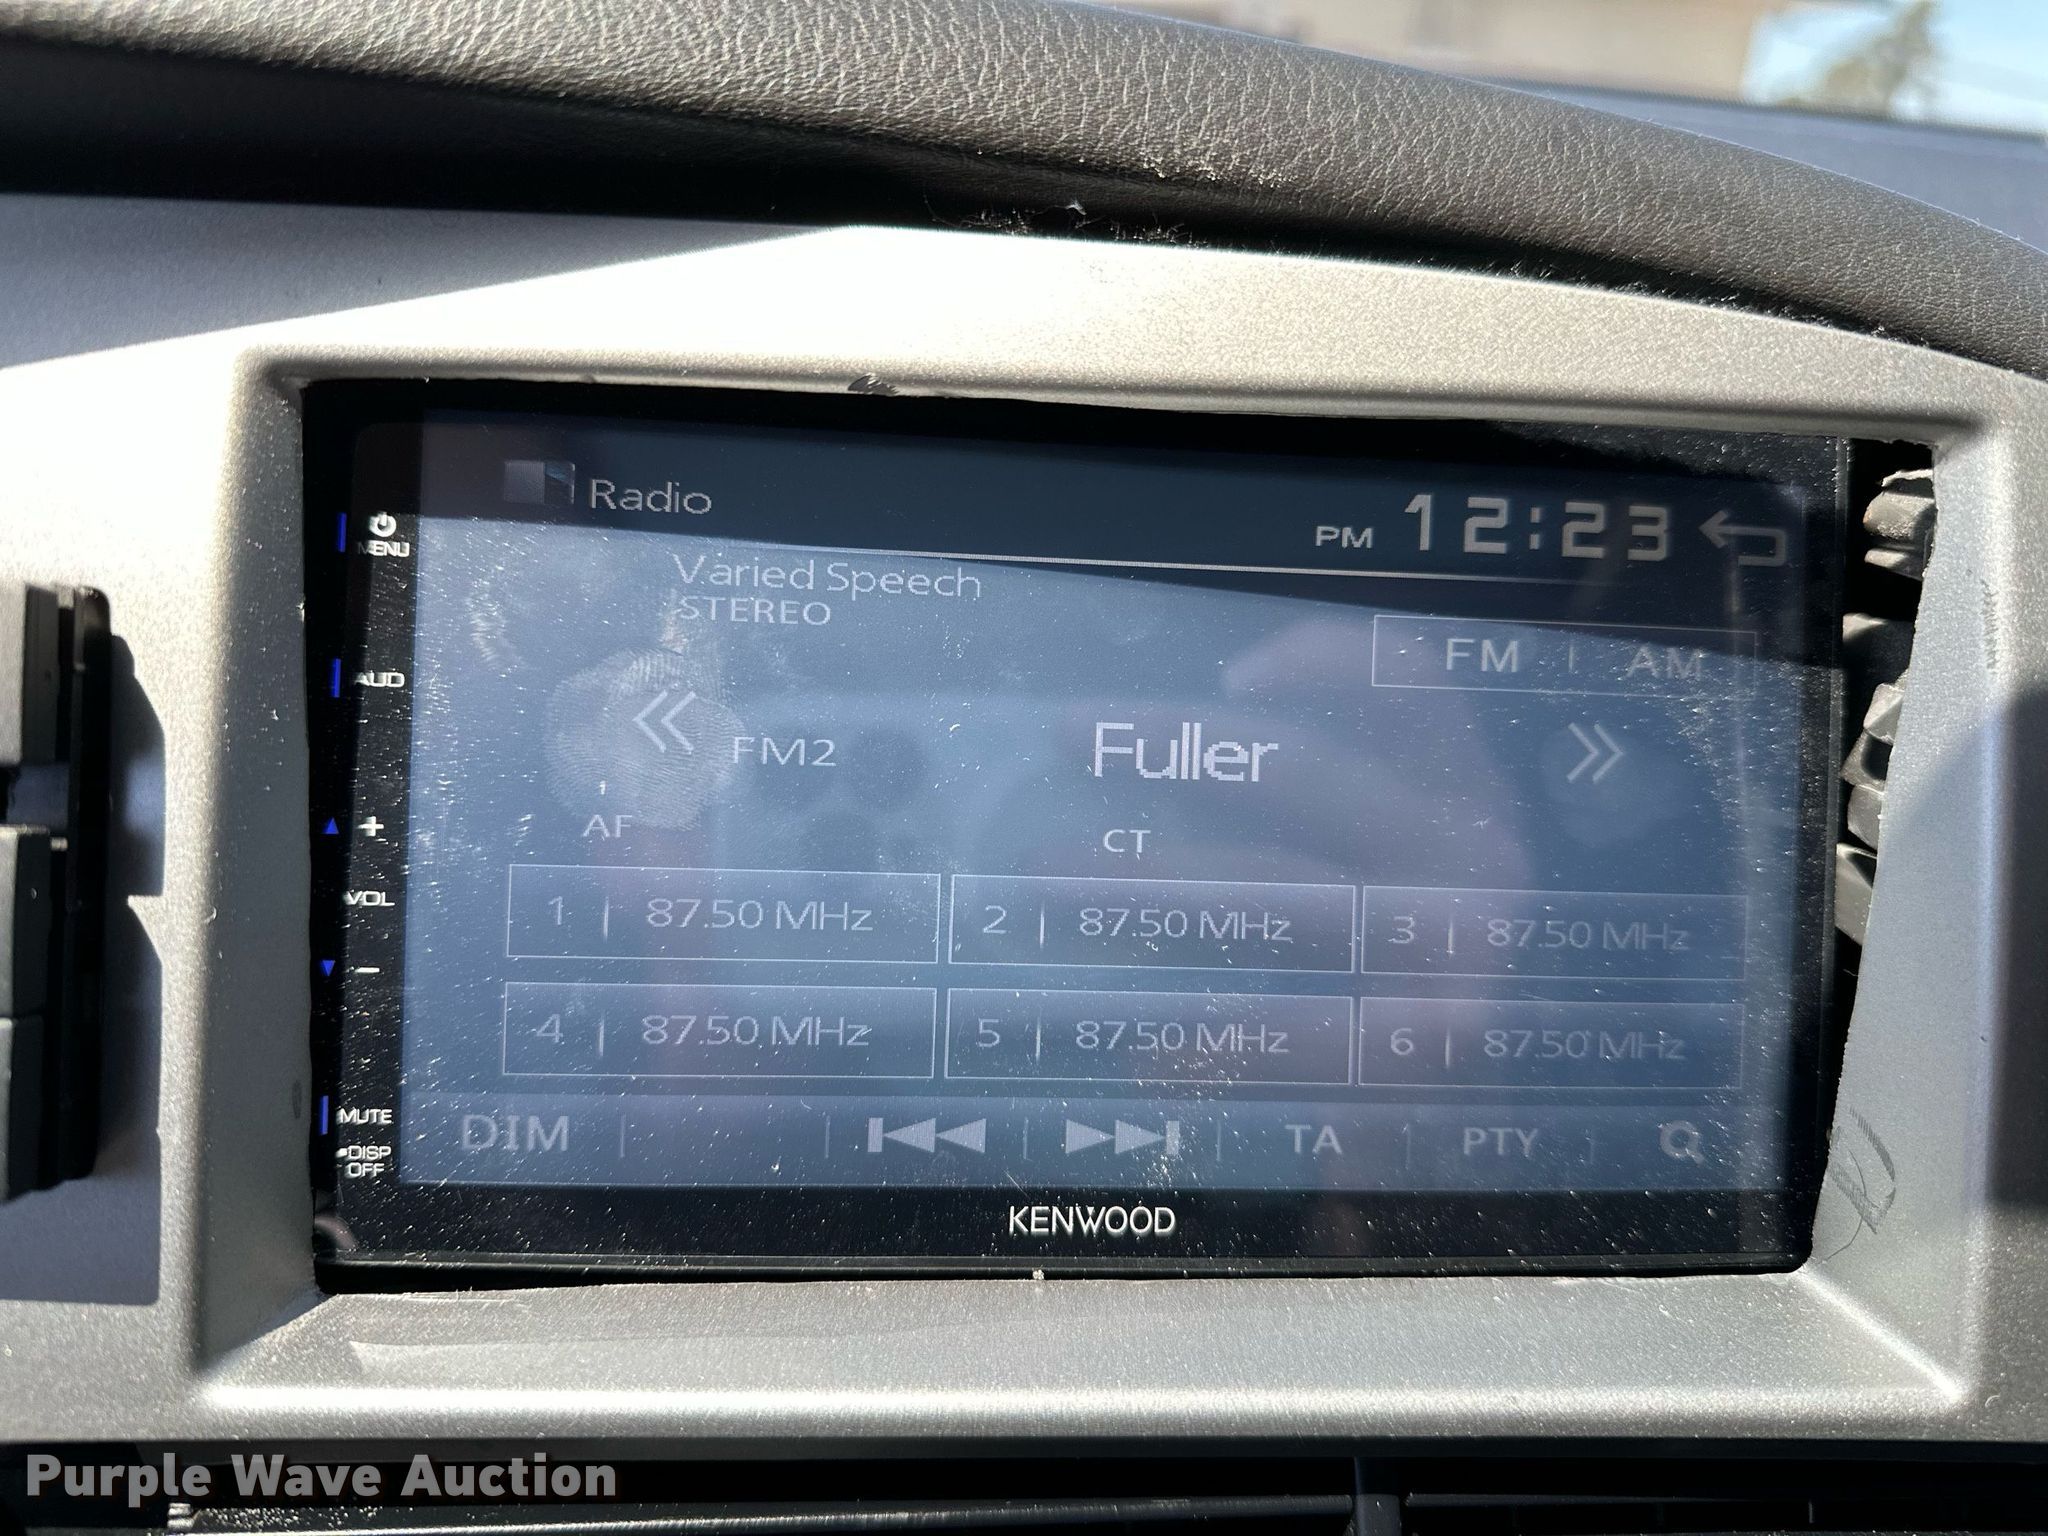 Radio
PM 12:23
MENU
Varied Speech
STEREO
FM | AM
AUD
FM2 Fuller
AF CT
+
VOL
1 | 87.50 MHz 2 | 87.50 MHz 3 | 87.50 MHz
−
4 | 87.50 MHz 5 | 87.50 MHz 6 | 87.50 MHz
MUTE
DIM TA PTY
•DISP
OFF
KENWOOD
Purple Wave Auction